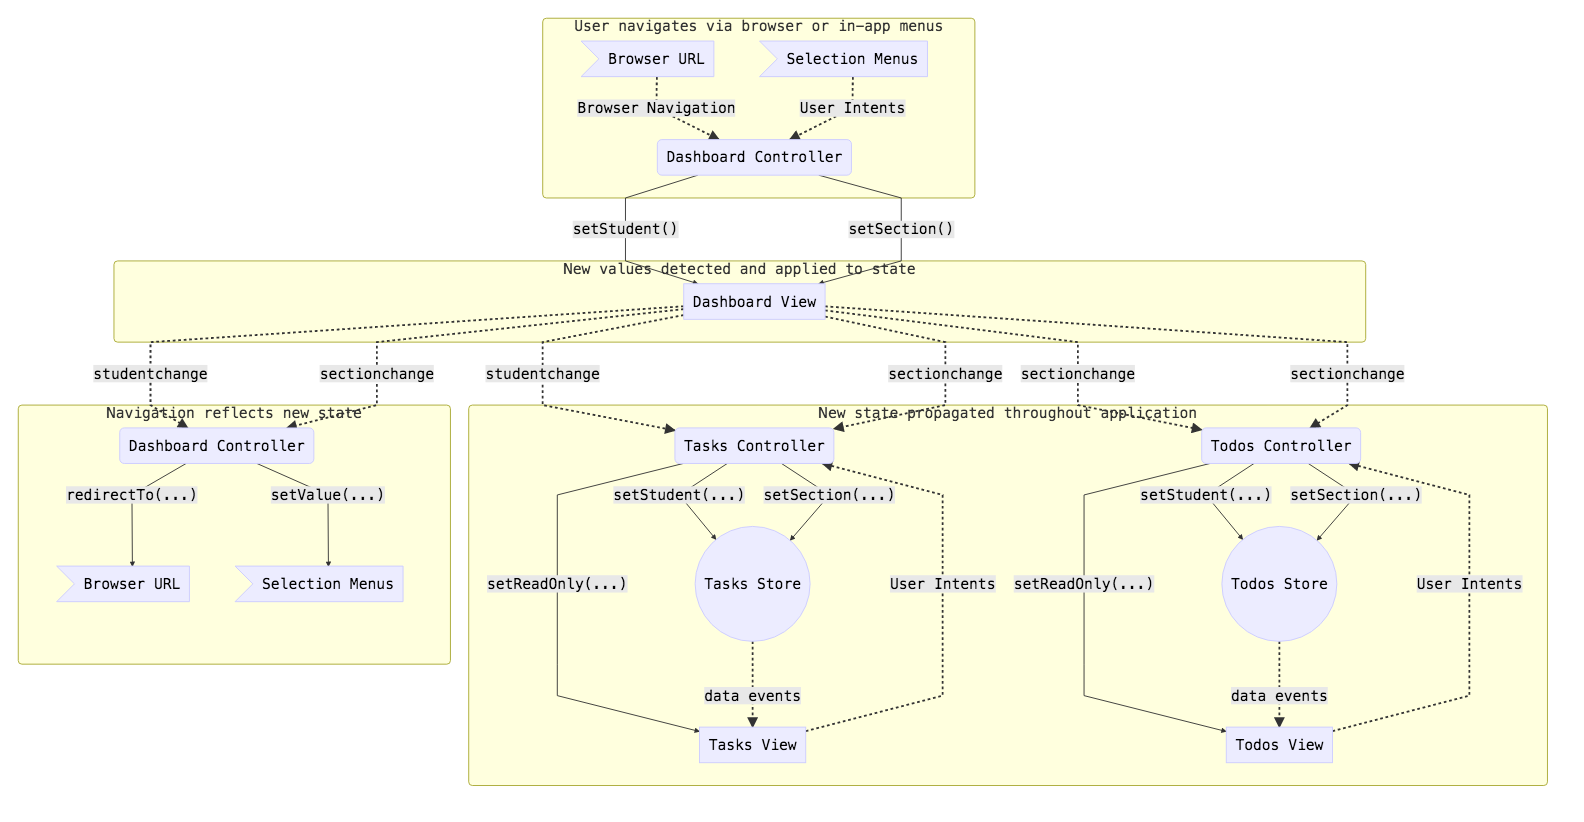 User navigates via browser or in-app menus
Browser URL
Selection Menus
Browser Navigation
User Intents
Dashboard Controller
setStudent()
setSection()
New values detected and applied to state
Dashboard View
studentchange
sectionchange
studentchange
sectionchange
sectionchange
sectionchange
Navigation reflects new state
New state propagated throughout application
Dashboard Controller
Tasks Controller
Todos Controller
redirectTo(...)
setValue(...)
setStudent(...)
setSection(...)
setStudent(...)
setSection(...)
Browser URL
Selection Menus
setReadOnly(...)
Tasks Store
User Intents
setReadOnly(...)
Todos Store
User Intents
data events
data events
Tasks View
Todos View